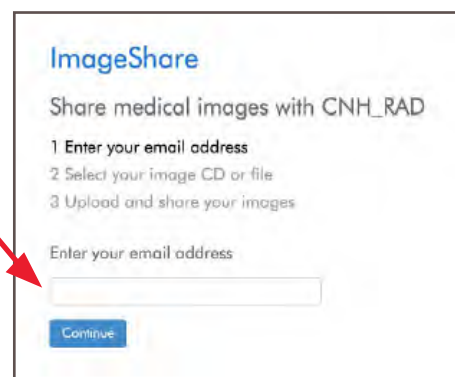 ImageShare
Share medical images with CNH_RAD
1 Enter your email address
2 Select your image CD or file
3 Upload and share your images
Enter your email address
Continue